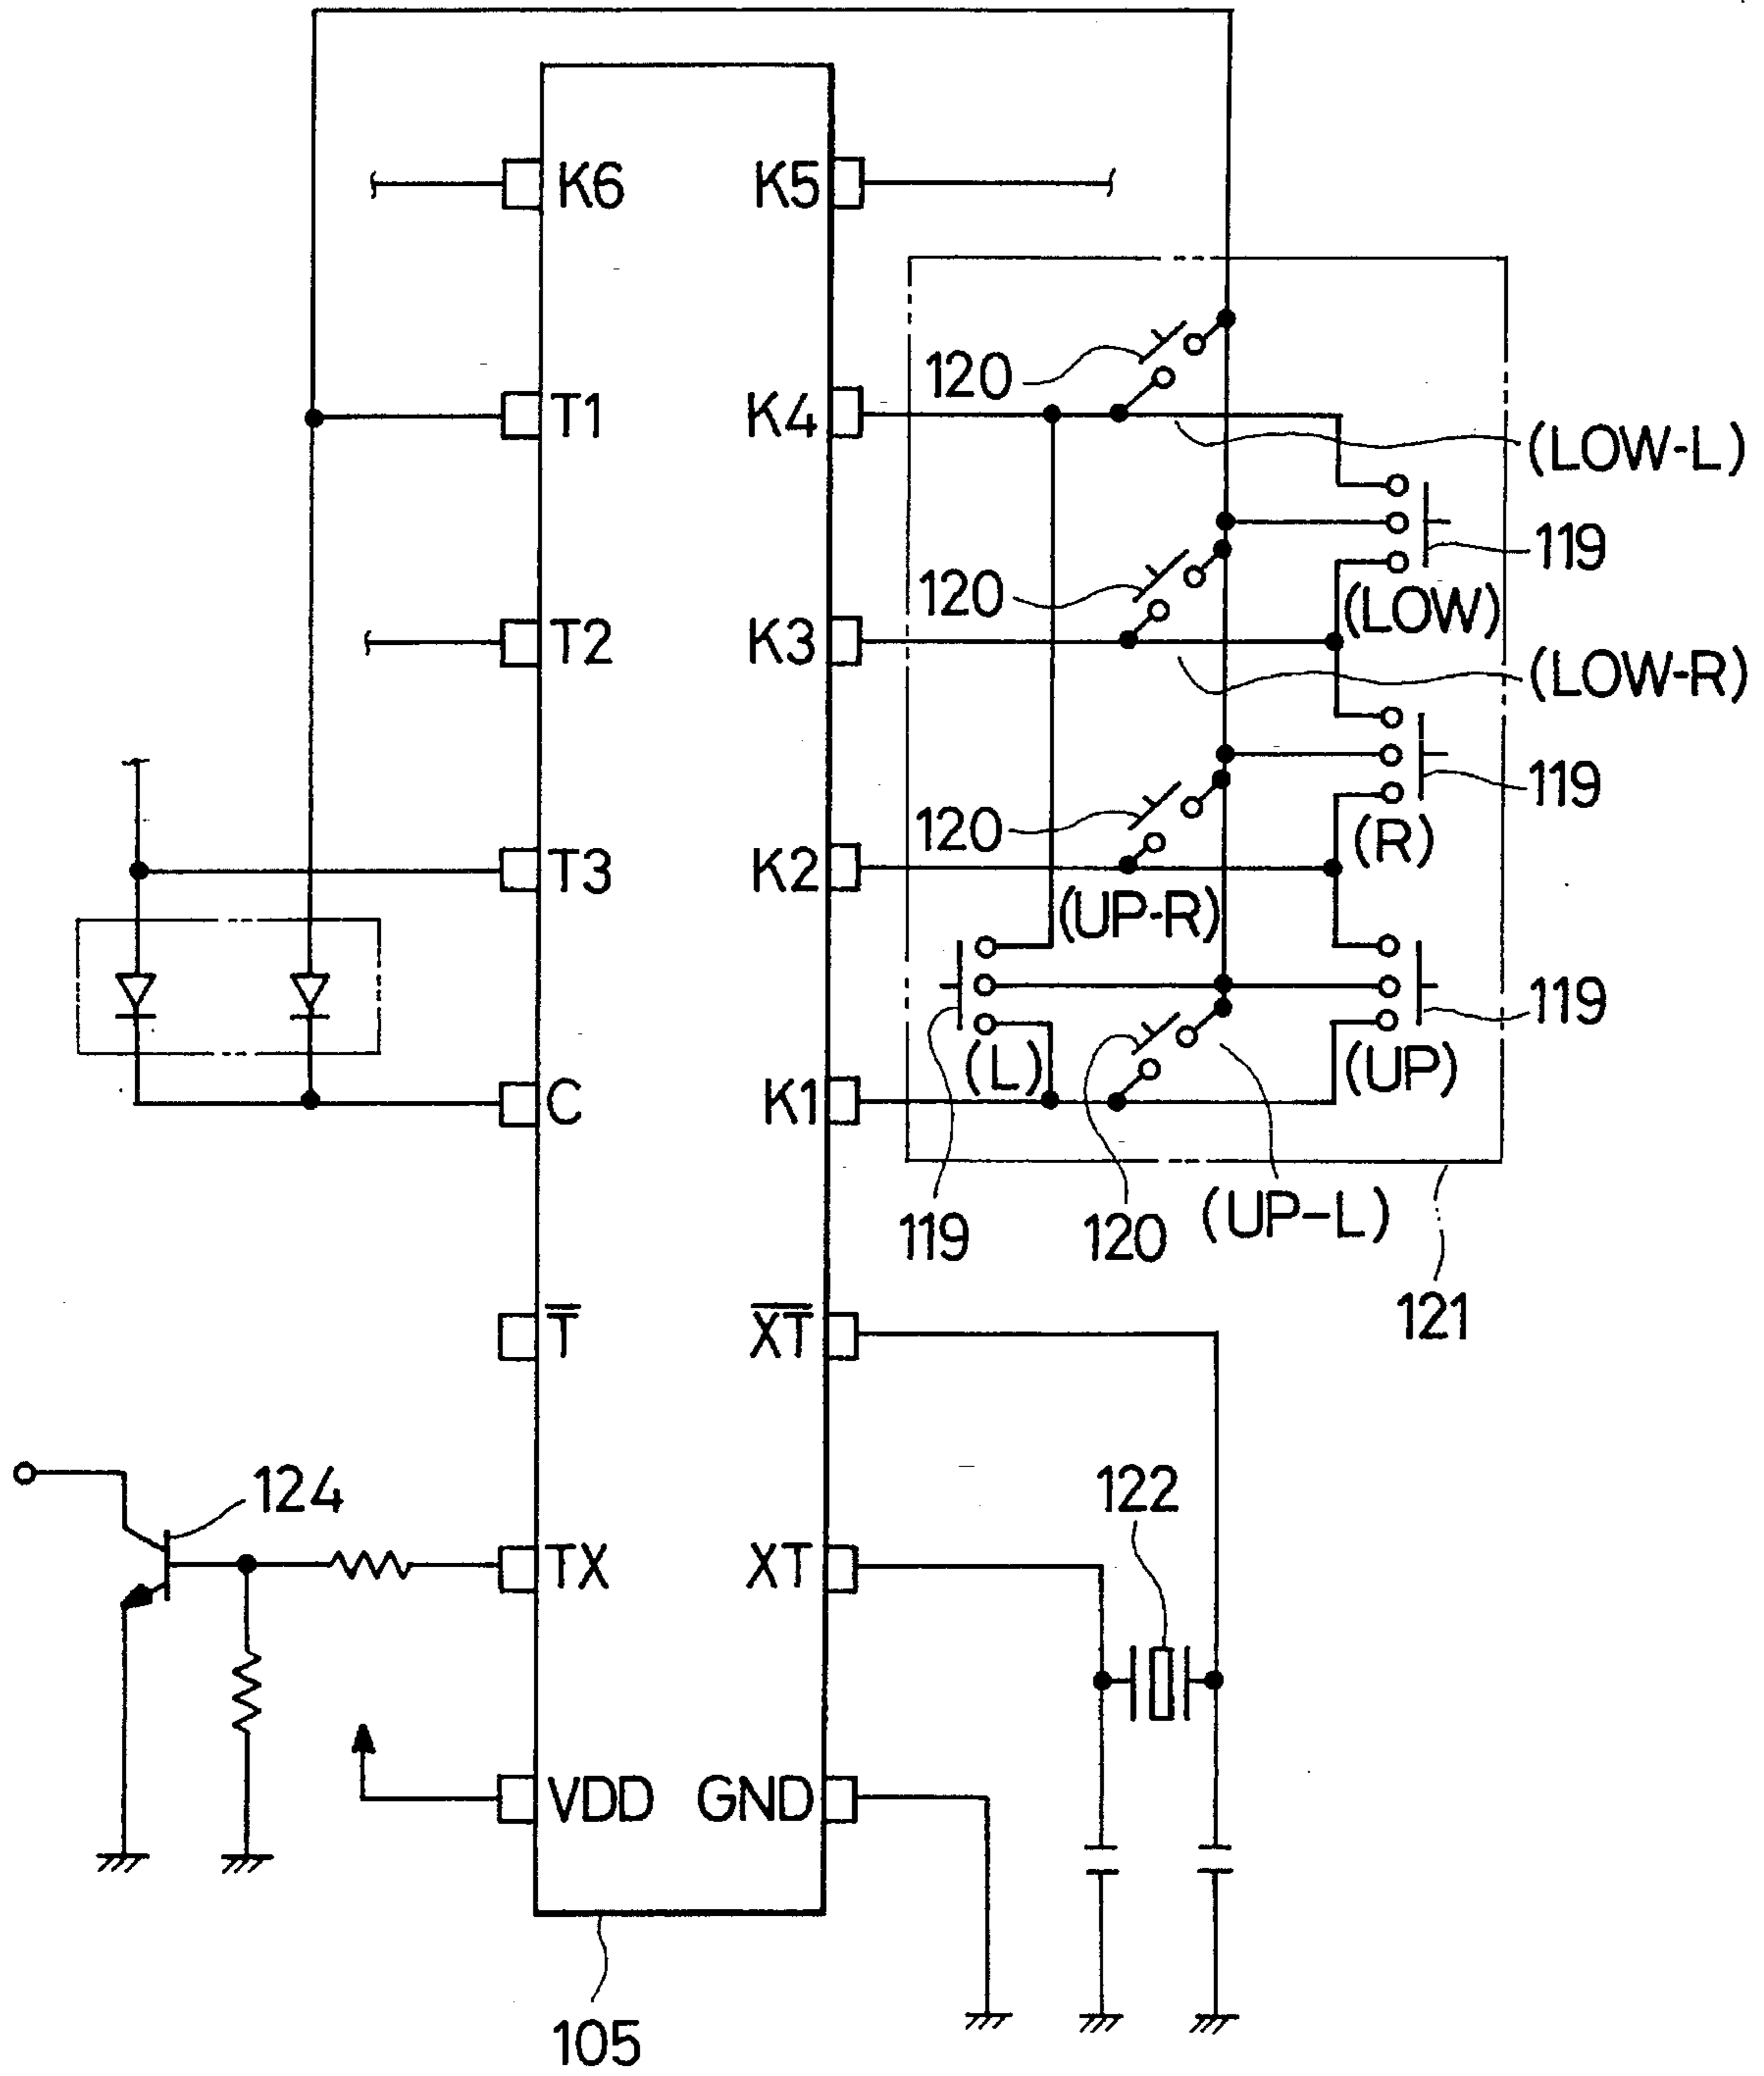 K6 K5
120
T1 K4
(LOW-L)
119
120
(LOW)
T2 K3
(LOW-R)
119
120
(R)
T3 K2
(UP-R)
119
(L)
(UP)
C K1
119
120
(UP-L)
121
T̅ X̅T̅
124
122
TX XT
VDD GND
105